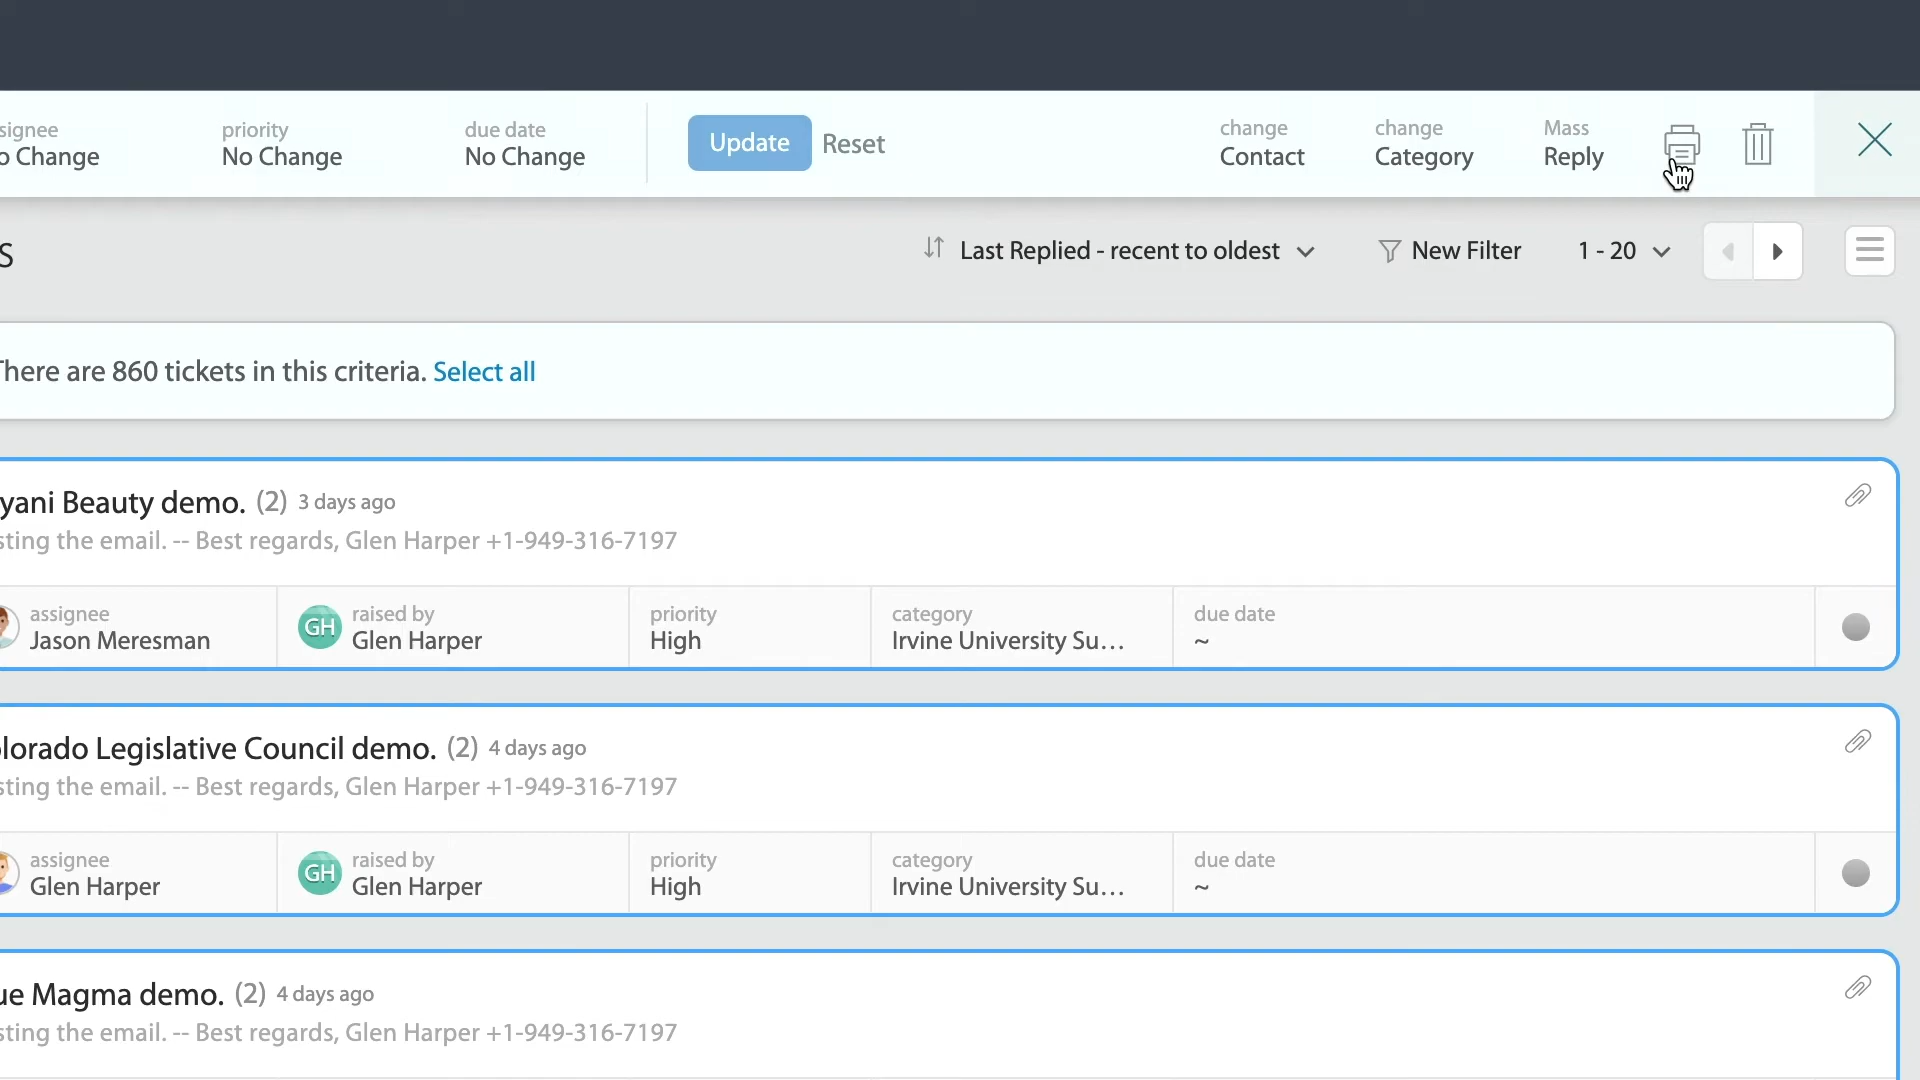 signee priority due date change change Mass
o Change No Change No Change Update Reset Contact Category Reply
s Last Replied - recent to oldest New Filter 1 - 20
There are 860 tickets in this criteria. Select all
yani Beauty demo. (2) 3 days ago
sting the email. -- Best regards, Glen Harper +1-949-316-7197
assignee raised by priority category due date
GH
Jason Meresman Glen Harper High Irvine University Su... ~
olorado Legislative Council demo. (2) 4 days ago
sting the email. -- Best regards, Glen Harper +1-949-316-7197
assignee raised by priority category due date
GH
Glen Harper Glen Harper High Irvine University Su... ~
ue Magma demo. (2) 4 days ago
sting the email. -- Best regards, Glen Harper +1-949-316-7197